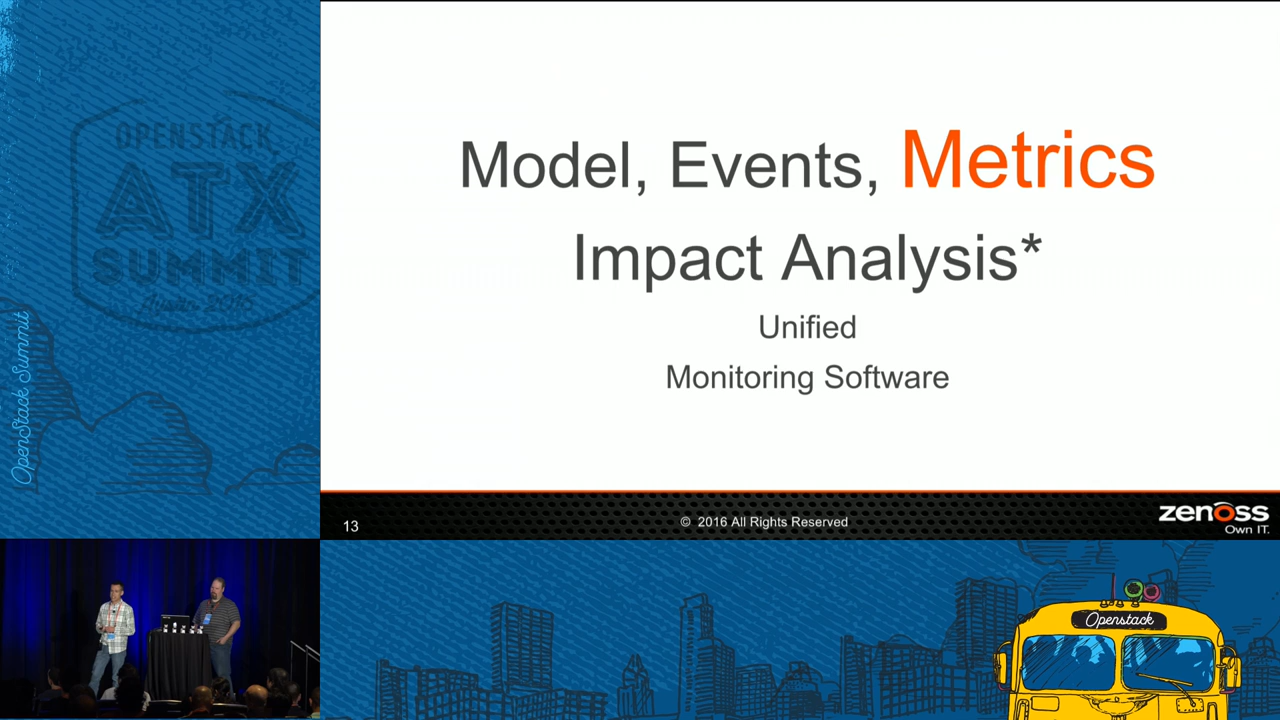 OPENSTACK
ATX
SUMMIT
Austin 2016
OpenStack Summit
Model, Events, Metrics
Impact Analysis*
Unified
Monitoring Software
13
© 2016 All Rights Reserved
zenoss
Own IT.
Openstack